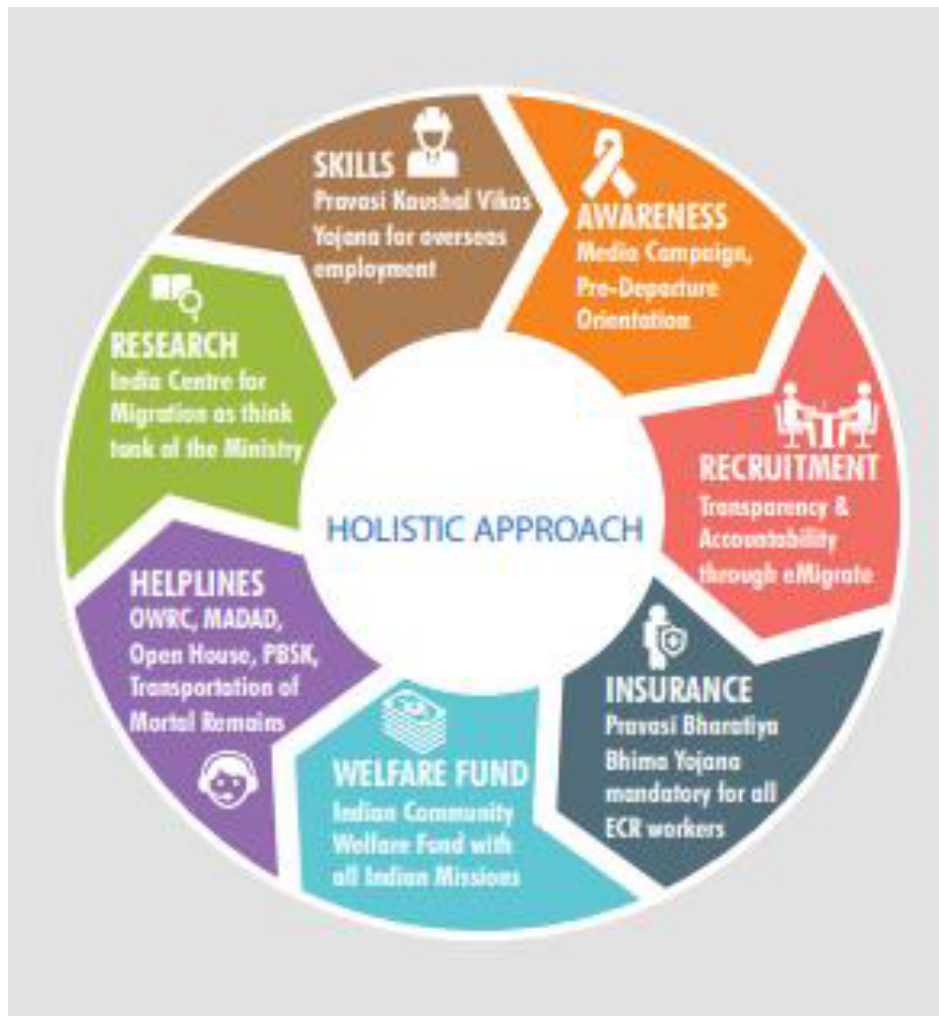 SKILLS
Pravasi Kaushal Vikas
Yojana for overseas
employment
AWARENESS
Media Campaign,
Pre-Departure
Orientation
RECRUITMENT
Transparency &
Accountability
through eMigrate
INSURANCE
Pravasi Bharatiya
Bhima Yojana
mandatory for all
ECR workers
WELFARE FUND
Indian Community
Welfare Fund with
all Indian Missions
HELPLINES
OWRC, MADAD,
Open House, PBSK,
Transportation of
Mortal Remains
RESEARCH
India Centre for
Migration as think
tank of the Ministry
HOLISTIC APPROACH